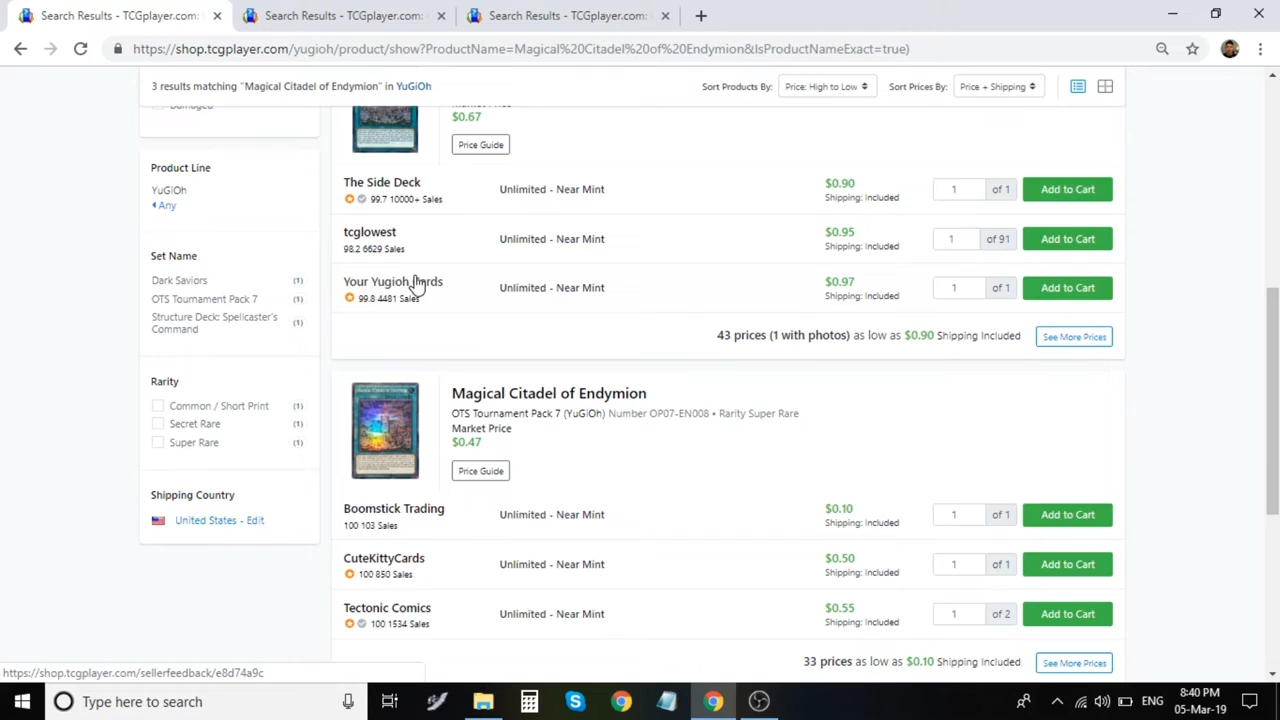 Search Results - TCGplayer.com:
Search Results - TCGplayer.com:
Search Results - TCGplayer.com:
https://shop.tcgplayer.com/yugioh/product/show?ProductName=Magical%20Citadel%20of%20Endymion&IsProductNameExact=true)
3 results matching "Magical Citadel of Endymion" in YuGiOh
Sort Products By:
Price: High to Low
Sort Prices By:
Price + Shipping
Damaged
Product Line
YuGiOh
Any
Set Name
Dark Saviors (1)
OTS Tournament Pack 7 (1)
Structure Deck: Spellcaster's (1)
Command
Rarity
Common / Short Print (1)
Secret Rare (1)
Super Rare (1)
Shipping Country
United States - Edit
Market Price
$0.67
Price Guide
The Side Deck
99.7 10000+ Sales
Unlimited - Near Mint
$0.90
Shipping: Included
1 of 1
Add to Cart
tcglowest
98.2 6629 Sales
Unlimited - Near Mint
$0.95
Shipping: Included
1 of 91
Add to Cart
Your Yugioh Cards
99.8 4481 Sales
Unlimited - Near Mint
$0.97
Shipping: Included
1 of 1
Add to Cart
43 prices (1 with photos) as low as $0.90 Shipping Included
See More Prices
Magical Citadel of Endymion
OTS Tournament Pack 7 (YuGiOh) Number OP07-EN008 • Rarity Super Rare
Market Price
$0.47
Price Guide
Boomstick Trading
100 103 Sales
Unlimited - Near Mint
$0.10
Shipping: Included
1 of 1
Add to Cart
CuteKittyCards
100 850 Sales
Unlimited - Near Mint
$0.50
Shipping: Included
1 of 1
Add to Cart
Tectonic Comics
100 1534 Sales
Unlimited - Near Mint
$0.55
Shipping: Included
1 of 2
Add to Cart
33 prices as low as $0.10 Shipping Included
See More Prices
https://shop.tcgplayer.com/sellerfeedback/e8d74a9c
Type here to search
ENG
8:40 PM
05-Mar-19